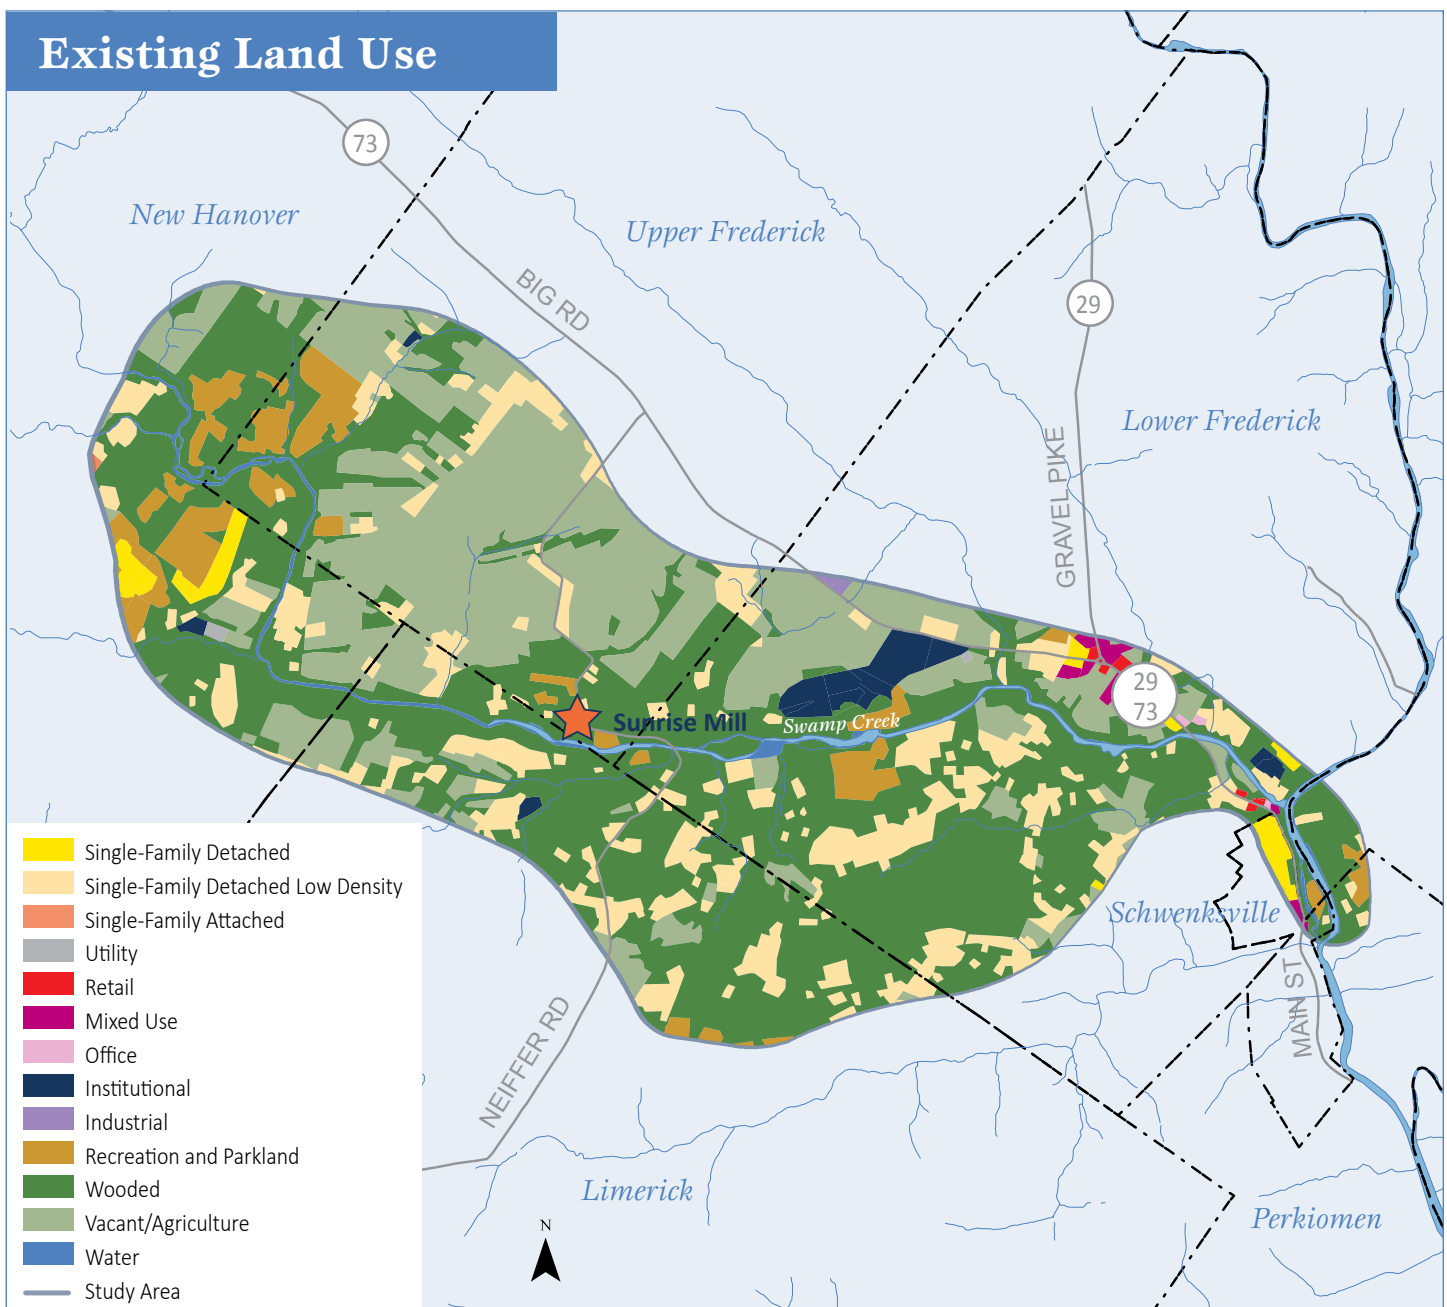 Existing Land Use
73
New Hanover
Upper Frederick
BIG RD
29
Lower Frederick
GRAVEL PIKE
29
73
Sunrise Mill
Swamp Creek
Schwenksville
MAIN ST
NEIFFER RD
Limerick
Perkiomen
N
Single-Family Detached
Single-Family Detached Low Density
Single-Family Attached
Utility
Retail
Mixed Use
Office
Institutional
Industrial
Recreation and Parkland
Wooded
Vacant/Agriculture
Water
Study Area